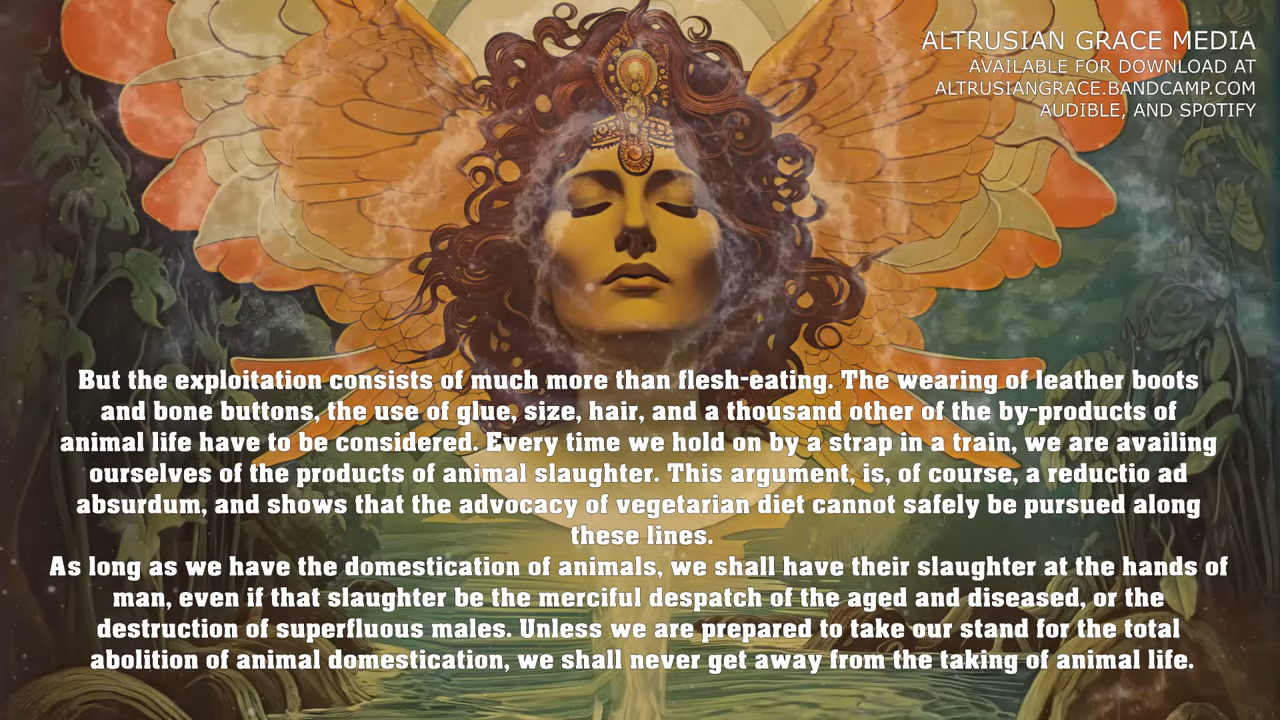 ALTRUSIAN GRACE MEDIA
AVAILABLE FOR DOWNLOAD AT
ALTRUSIANGRACE.BANDCAMP.COM
AUDIBLE, AND SPOTIFY
But the exploitation consists of much more than flesh-eating. The wearing of leather boots
and bone buttons, the use of glue, size, hair, and a thousand other of the by-products of
animal life have to be considered. Every time we hold on by a strap in a train, we are availing
ourselves of the products of animal slaughter. This argument, is, of course, a reductio ad
absurdum, and shows that the advocacy of vegetarian diet cannot safely be pursued along
these lines.
As long as we have the domestication of animals, we shall have their slaughter at the hands of
man, even if that slaughter be the merciful despatch of the aged and diseased, or the
destruction of superfluous males. Unless we are prepared to take our stand for the total
abolition of animal domestication, we shall never get away from the taking of animal life.